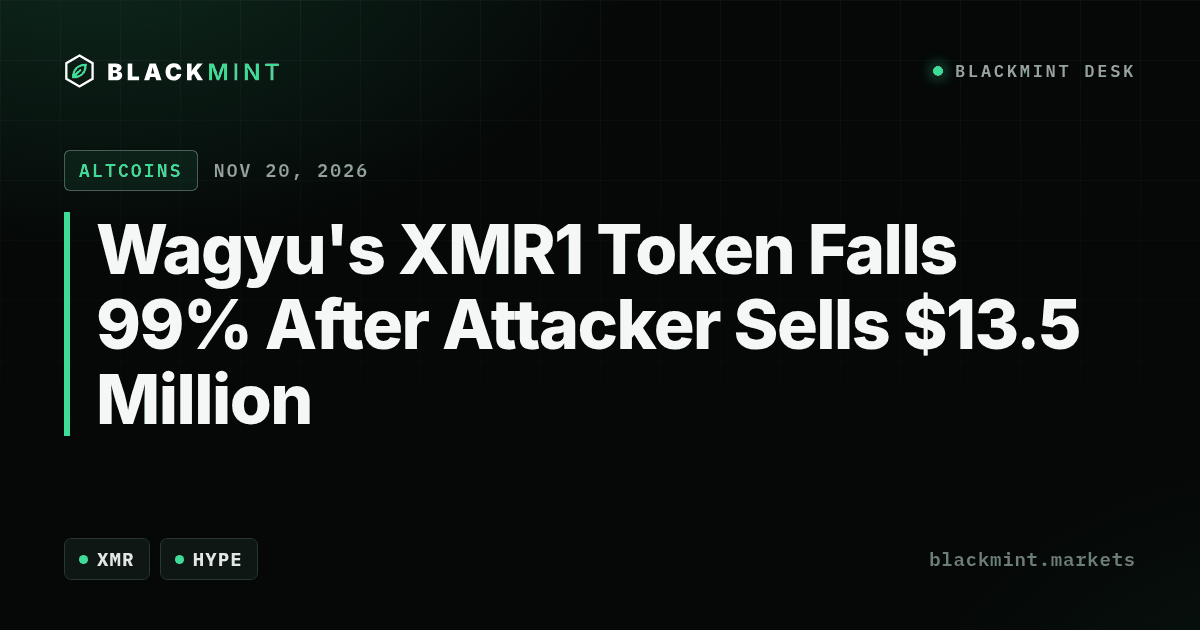 BLACKMINT
BLACKMINT DESK
ALTCOINS
NOV 20, 2026
Wagyu's XMR1 Token Falls
99% After Attacker Sells $13.5
Million
XMR
HYPE
blackmint.markets